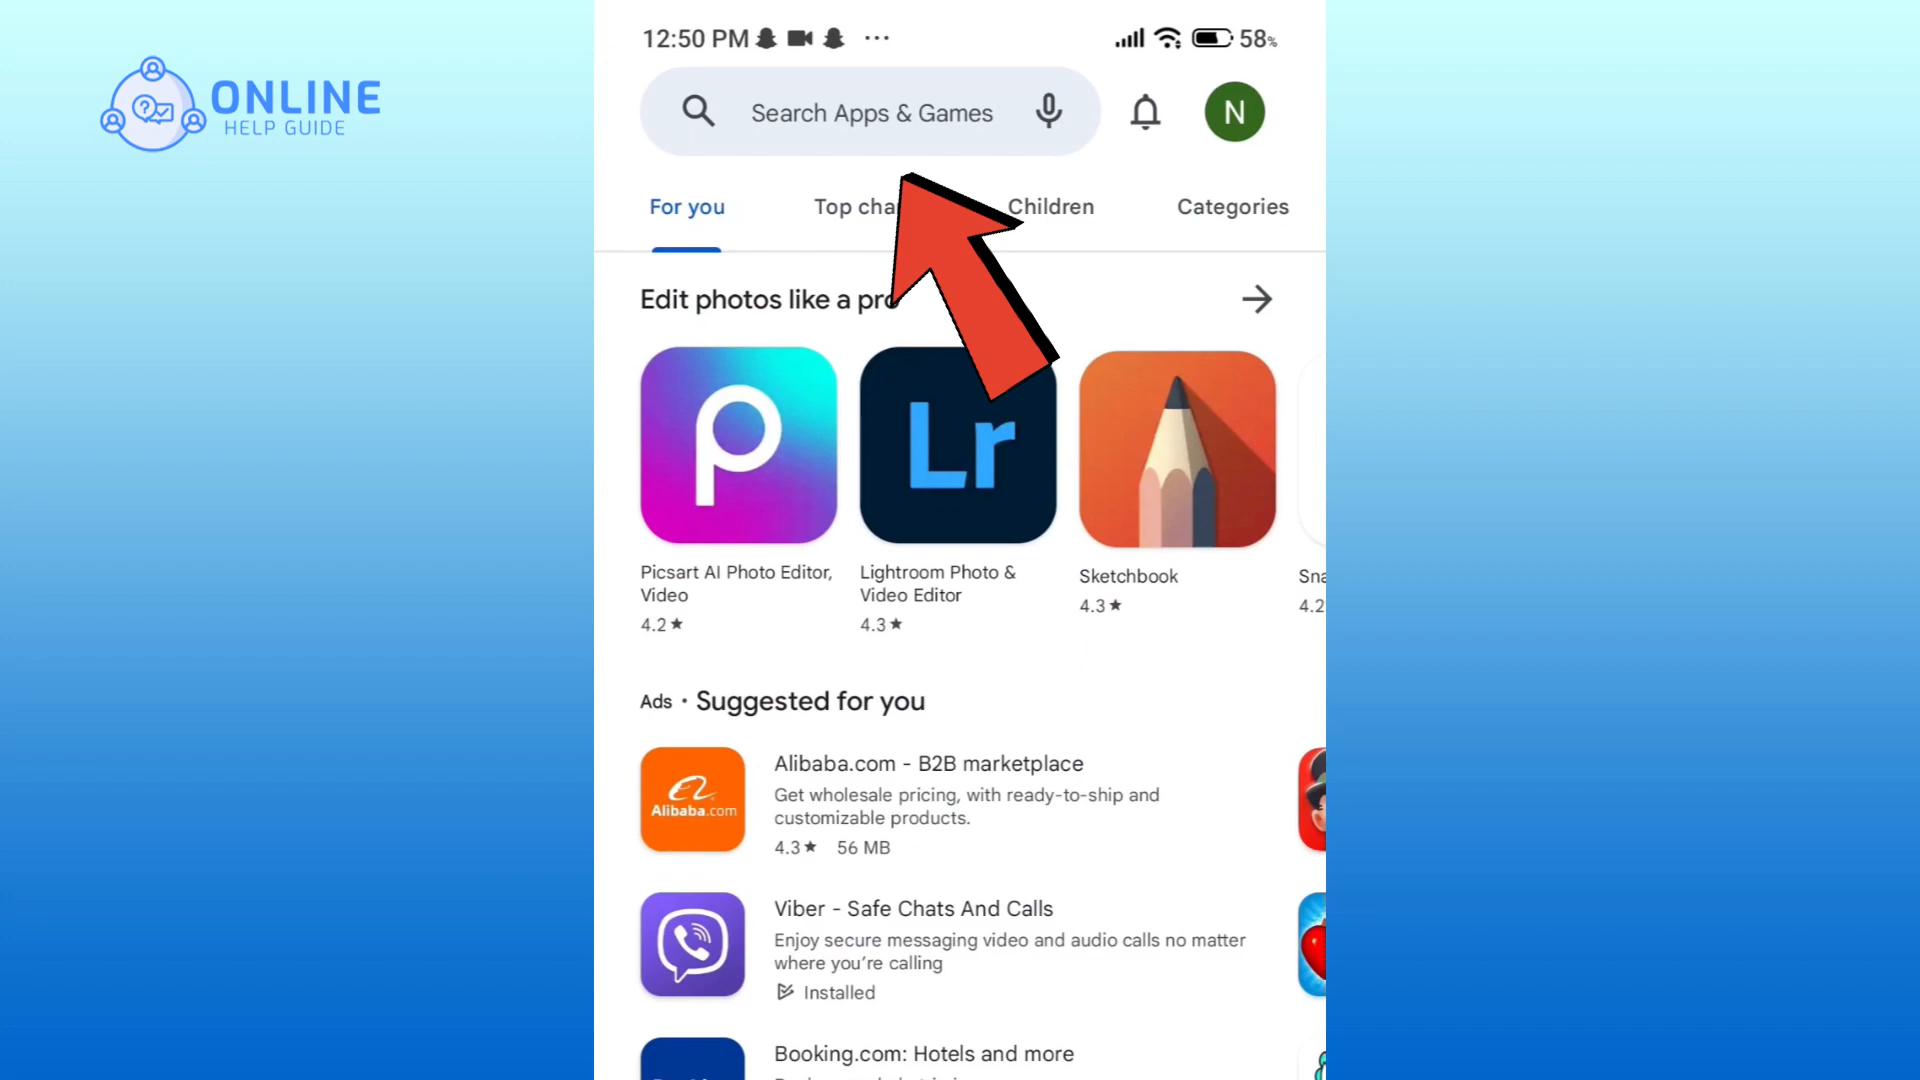 ONLINE
HELP GUIDE
12:50 PM
58%
Search Apps & Games
N
For you
Top cha
Children
Categories
Edit photos like a pro
Lr
Picsart AI Photo Editor,
Video
4.2★
Lightroom Photo &
Video Editor
4.3★
Sketchbook
4.3★
Sna
4.2
Ads • Suggested for you
Alibaba.com
Alibaba.com - B2B marketplace
Get wholesale pricing, with ready-to-ship and
customizable products.
4.3★ 56 MB
Viber - Safe Chats And Calls
Enjoy secure messaging video and audio calls no matter
where you're calling
Installed
Booking.com: Hotels and more